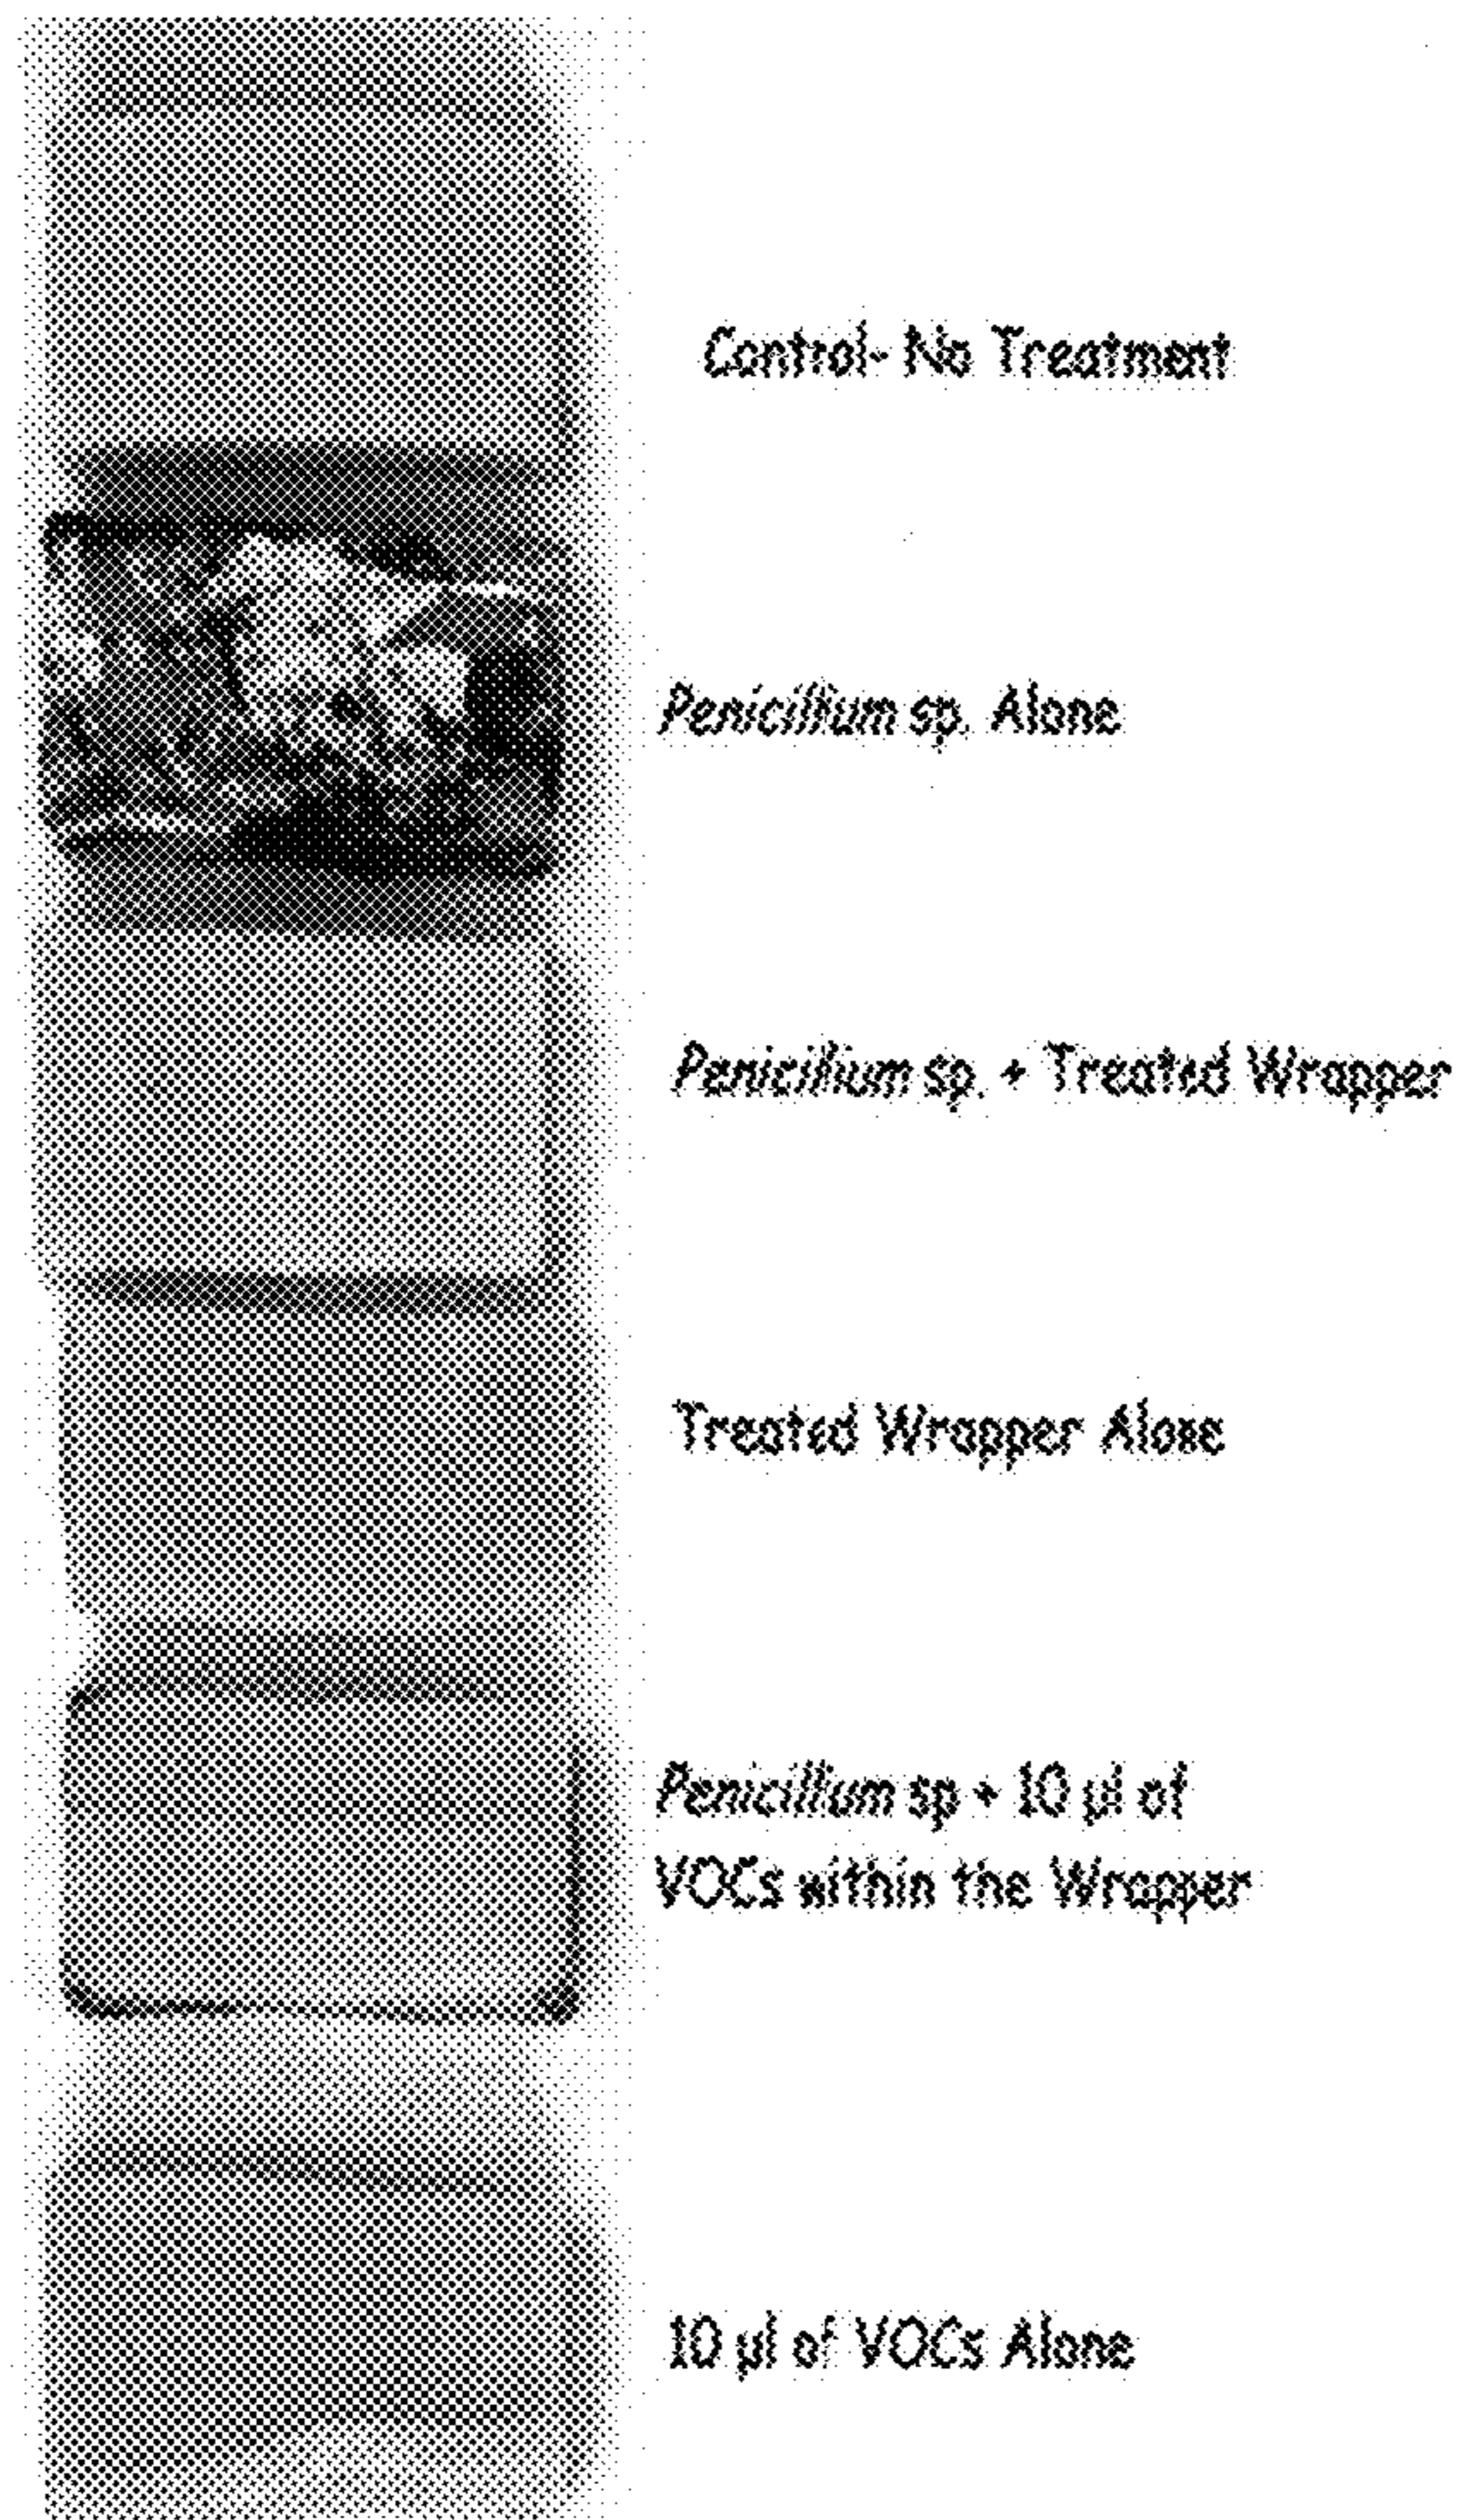 Control- No Treatment
Penicillium sp. Alone
Penicillium sp. + Treated Wrapper
Treated Wrapper Alone
Penicillium sp + 10 µl of
VOCs within the Wrapper
10 µl of VOCs Alone